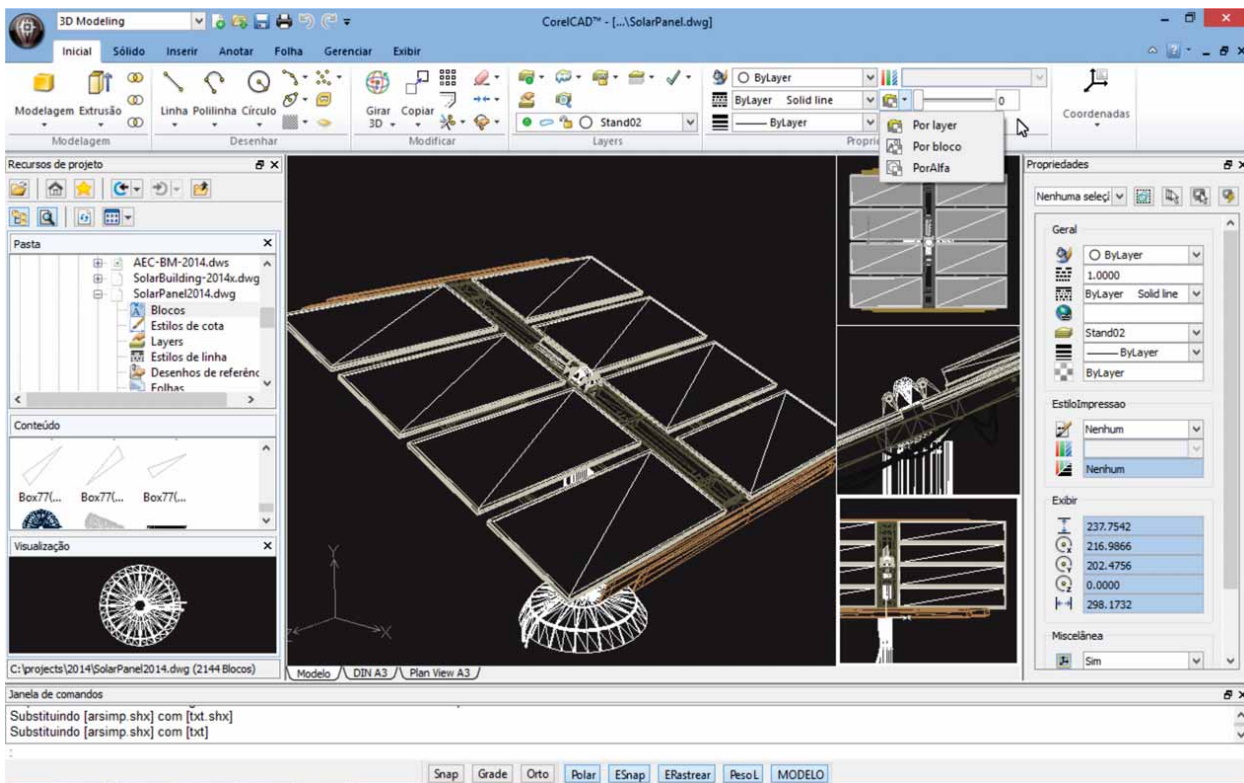 3D Modeling
CorelCAD™ - [...\SolarPanel.dwg]
Inicial Sólido Inserir Anotar Folha Gerenciar Exibir
Modelagem Extrusão
Linha Polilinha Círculo
Girar 3D
Copiar
Stand02
ByLayer
ByLayer Solid line
ByLayer
0
Coordenadas
Modelagem Desenhar Modificar Layers
Por layer
Por bloco
PorAlfa
Recursos de projeto
Pasta
AEC-BM-2014.dws
SolarBuilding-2014x.dwg
SolarPanel2014.dwg
Blocos
Estilos de cota
Layers
Estilos de linha
Desenhos de referênc
Folhas
Conteúdo
Box77(... Box77(... Box77(...
Visualização
C:\projects\2014\SolarPanel2014.dwg (2144 Blocos)
Y
Z X
Modelo DIN A3 Plan View A3
Propriedades
Nenhuma seleçi
Geral
ByLayer
1.0000
ByLayer Solid line
Stand02
ByLayer
ByLayer
EstiloImpressao
Nenhum
Nenhum
Exibir
237.7542
216.9866
202.4756
0.0000
298.1732
Miscelânea
Sim
Janela de comandos
Substituindo [arsimp.shx] com [txt.shx]
Substituindo [arsimp.shx] com [txt]
:
Snap Grade Orto Polar ESnap ERastrear PesoL MODELO